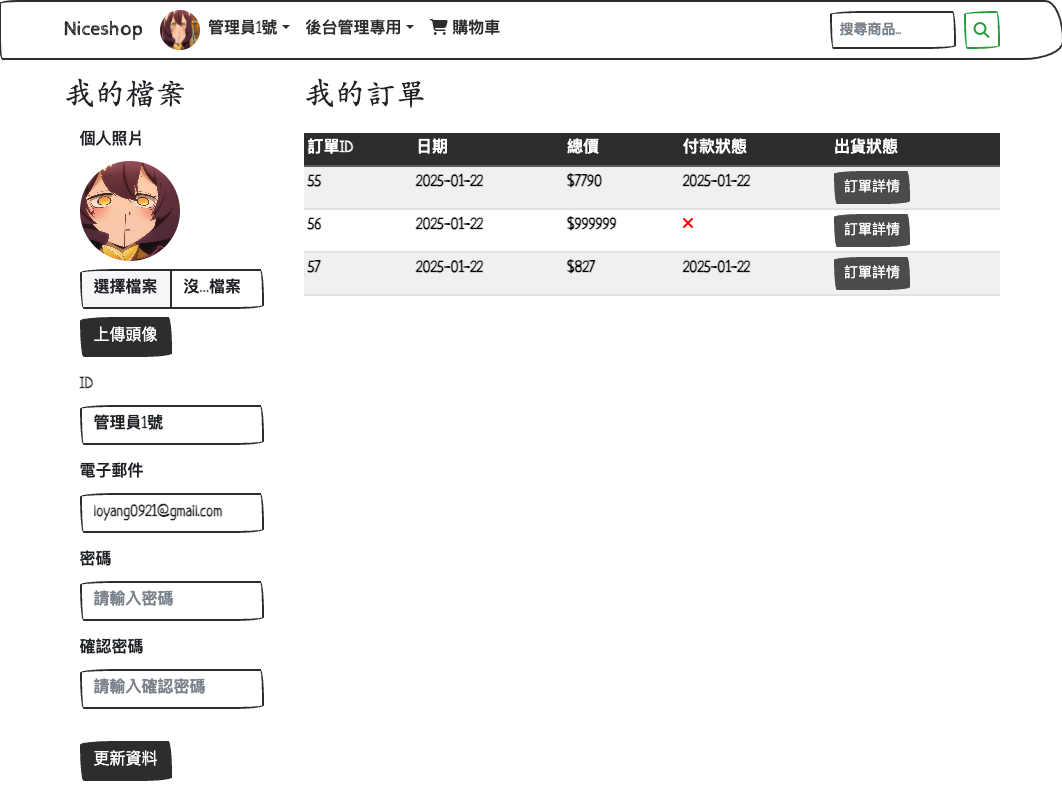 Niceshop 管理員1號 後台管理專用 購物車 搜尋商品...
我的檔案
個人照片
選擇檔案 沒...檔案
上傳頭像
ID
管理員1號
電子郵件
loyang0921@gmail.com
密碼
請輸入密碼
確認密碼
請輸入確認密碼
更新資料
我的訂單
訂單ID 日期 總價 付款狀態 出貨狀態
55 2025-01-22 $7790 2025-01-22 訂單詳情
56 2025-01-22 $999999 訂單詳情
57 2025-01-22 $827 2025-01-22 訂單詳情